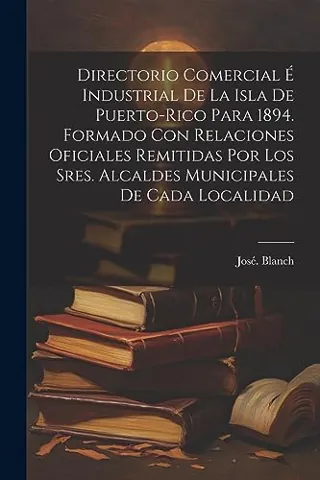 Directorio Comercial É
Industrial De La Isla De
Puerto-Rico Para 1894.
Formado Con Relaciones
Oficiales Remitidas Por Los
Sres. Alcaldes Municipales
De Cada Localidad
José. Blanch